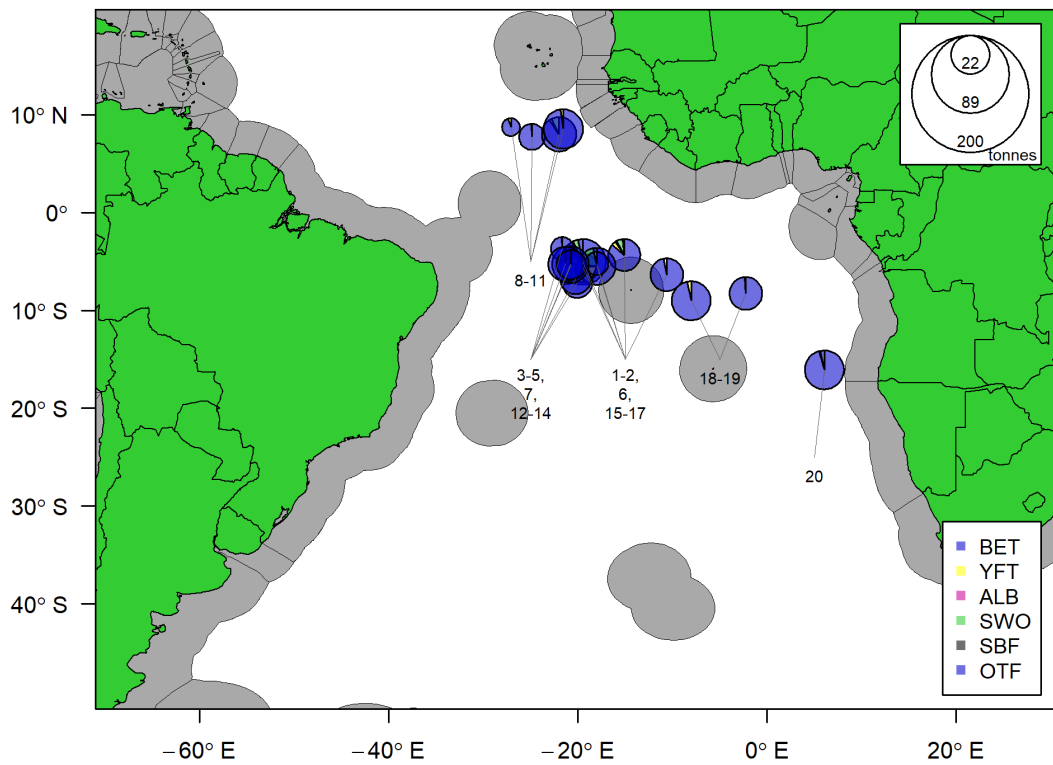 22
89
200
tonnes
10° N
0°
10° S
20° S
30° S
40° S
8-11
3-5,
7,
12-14
1-2,
6,
15-17
18-19
20
BET
YFT
ALB
SWO
SBF
OTF
−60° E
−40° E
−20° E
0° E
20° E